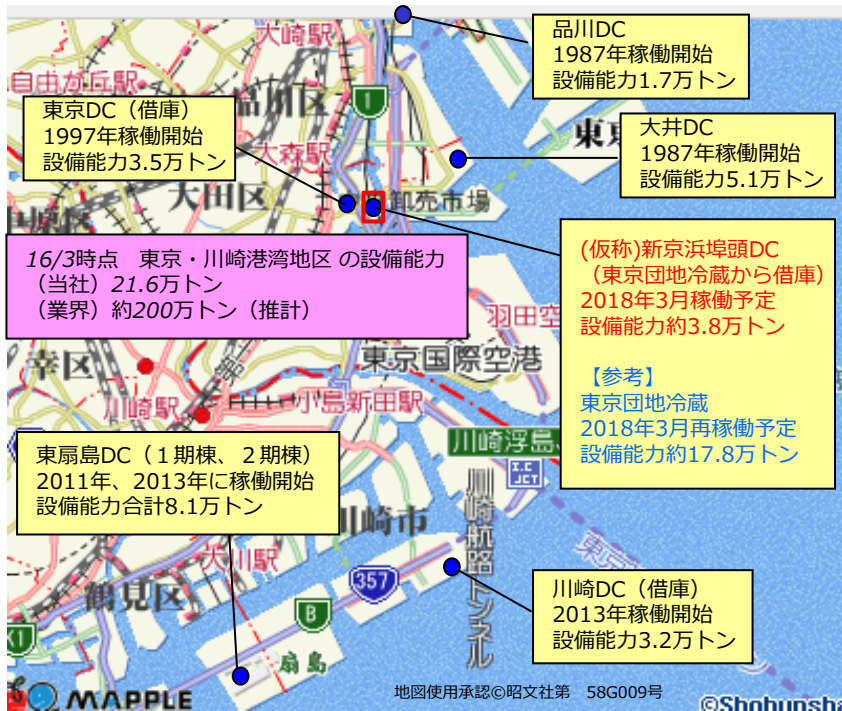 品川DC
1987年稼働開始
設備能力1.7万トン
大崎駅
自由が丘駅
品川区
1
東京DC（借庫）
1997年稼働開始
設備能力3.5万トン
大森駅
大井DC
1987年稼働開始
設備能力5.1万トン
大田区
卸売市場
16/3時点　東京・川崎港湾地区 の設備能力
（当社）21.6万トン
（業界）約200万トン（推計）
(仮称)新京浜埠頭DC
（東京団地冷蔵から借庫）
2018年3月稼働予定
設備能力約3.8万トン
【参考】
東京団地冷蔵
2018年3月再稼働予定
設備能力約17.8万トン
羽田空
東京国際空港
幸区
川崎駅
小島新田駅
川崎浮島
I.C
JCT
東扇島DC（１期棟、２期棟）
2011年、2013年に稼働開始
設備能力合計8.1万トン
川崎市
川崎航路トンネル
大川駅
357
鶴見区
B
川崎DC（借庫）
2013年稼働開始
設備能力3.2万トン
K1
扇島
MAPPLE
地図使用承認©昭文社第　58G009号
©Shobunsha